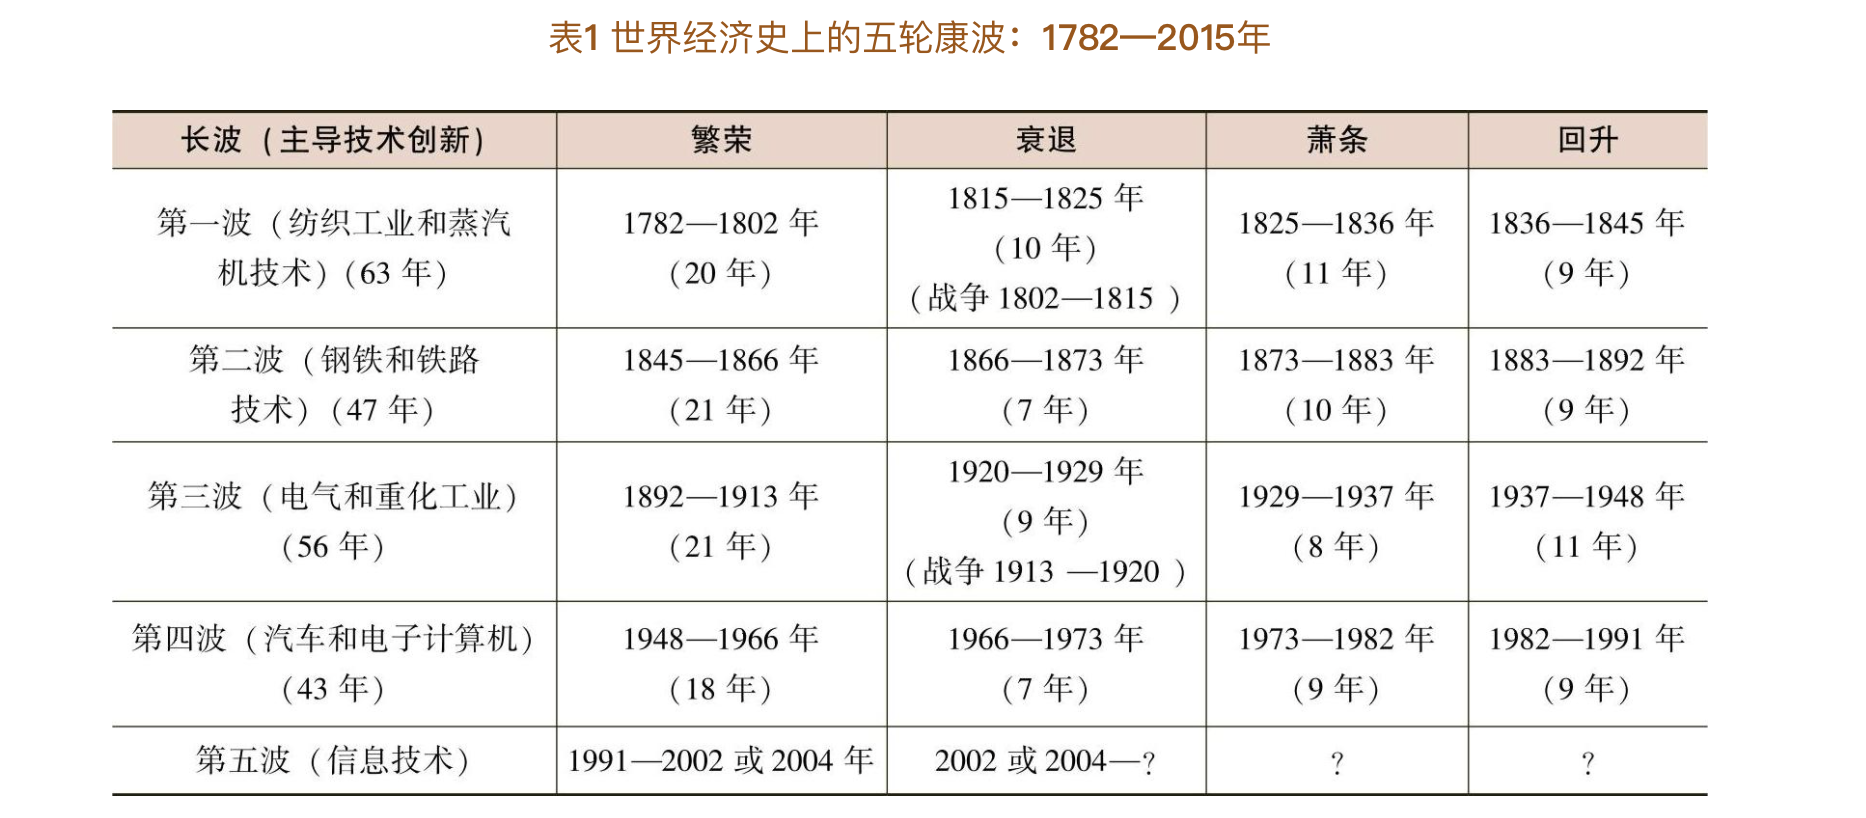 表1 世界经济史上的五轮康波：1782—2015年
长波（主导技术创新） 繁荣 衰退 萧条 回升
第一波（纺织工业和蒸汽
机技术）（63 年）
1782—1802 年
（20 年）
1815—1825 年
（10 年）
（战争 1802—1815 ）
1825—1836 年
（11 年）
1836—1845 年
（9 年）
第二波（钢铁和铁路
技术）（47 年）
1845—1866 年
（21 年）
1866—1873 年
（7 年）
1873—1883 年
（10 年）
1883—1892 年
（9 年）
第三波（电气和重化工业）
（56 年）
1892—1913 年
（21 年）
1920—1929 年
（9 年）
（战争 1913 —1920 ）
1929—1937 年
（8 年）
1937—1948 年
（11 年）
第四波（汽车和电子计算机）
（43 年）
1948—1966 年
（18 年）
1966—1973 年
（7 年）
1973—1982 年
（9 年）
1982—1991 年
（9 年）
第五波（信息技术） 1991—2002 或 2004 年 2002 或 2004—？ ？ ？